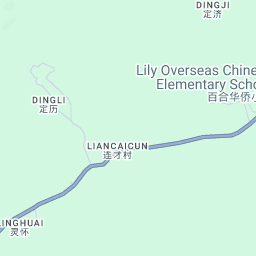 DINGJI
定济
Lily Overseas Chine
Elementary Scho
百合华侨小
DINGLI
定历
LIANCAICUN
连才村
INGHUAI
灵怀